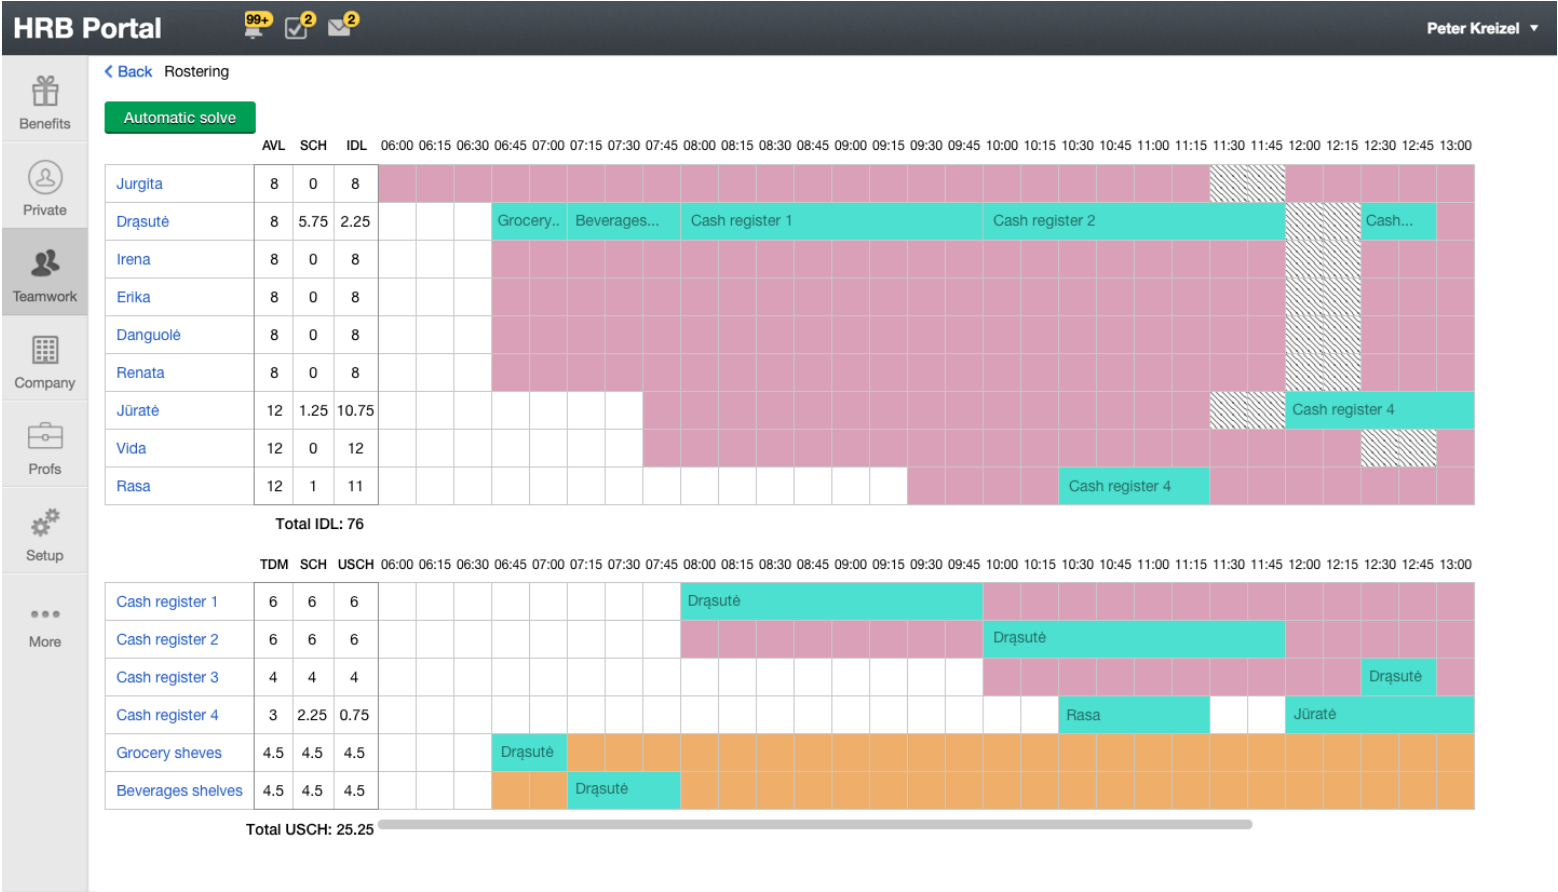 HRB Portal 99+ 2 2 Peter Kreizel
Back Rostering
Benefits
Automatic solve
AVL SCH IDL 06:00 06:15 06:30 06:45 07:00 07:15 07:30 07:45 08:00 08:15 08:30 08:45 09:00 09:15 09:30 09:45 10:00 10:15 10:30 10:45 11:00 11:15 11:30 11:45 12:00 12:15 12:30 12:45 13:00
Jurgita 8 0 8
Private
Drąsutė 8 5.75 2.25 Grocery.. Beverages... Cash register 1 Cash register 2 Cash...
Irena 8 0 8
Teamwork
Erika 8 0 8
Danguolė 8 0 8
Renata 8 0 8
Company
Jūratė 12 1.25 10.75 Cash register 4
Vida 12 0 12
Profs
Rasa 12 1 11 Cash register 4
Total IDL: 76
Setup
TDM SCH USCH 06:00 06:15 06:30 06:45 07:00 07:15 07:30 07:45 08:00 08:15 08:30 08:45 09:00 09:15 09:30 09:45 10:00 10:15 10:30 10:45 11:00 11:15 11:30 11:45 12:00 12:15 12:30 12:45 13:00
Cash register 1 6 6 6 Drąsutė
Cash register 2 6 6 6 Drąsutė
More
Cash register 3 4 4 4 Drąsutė
Cash register 4 3 2.25 0.75 Rasa Jūratė
Grocery sheves 4.5 4.5 4.5 Drąsutė
Beverages shelves 4.5 4.5 4.5 Drąsutė
Total USCH: 25.25